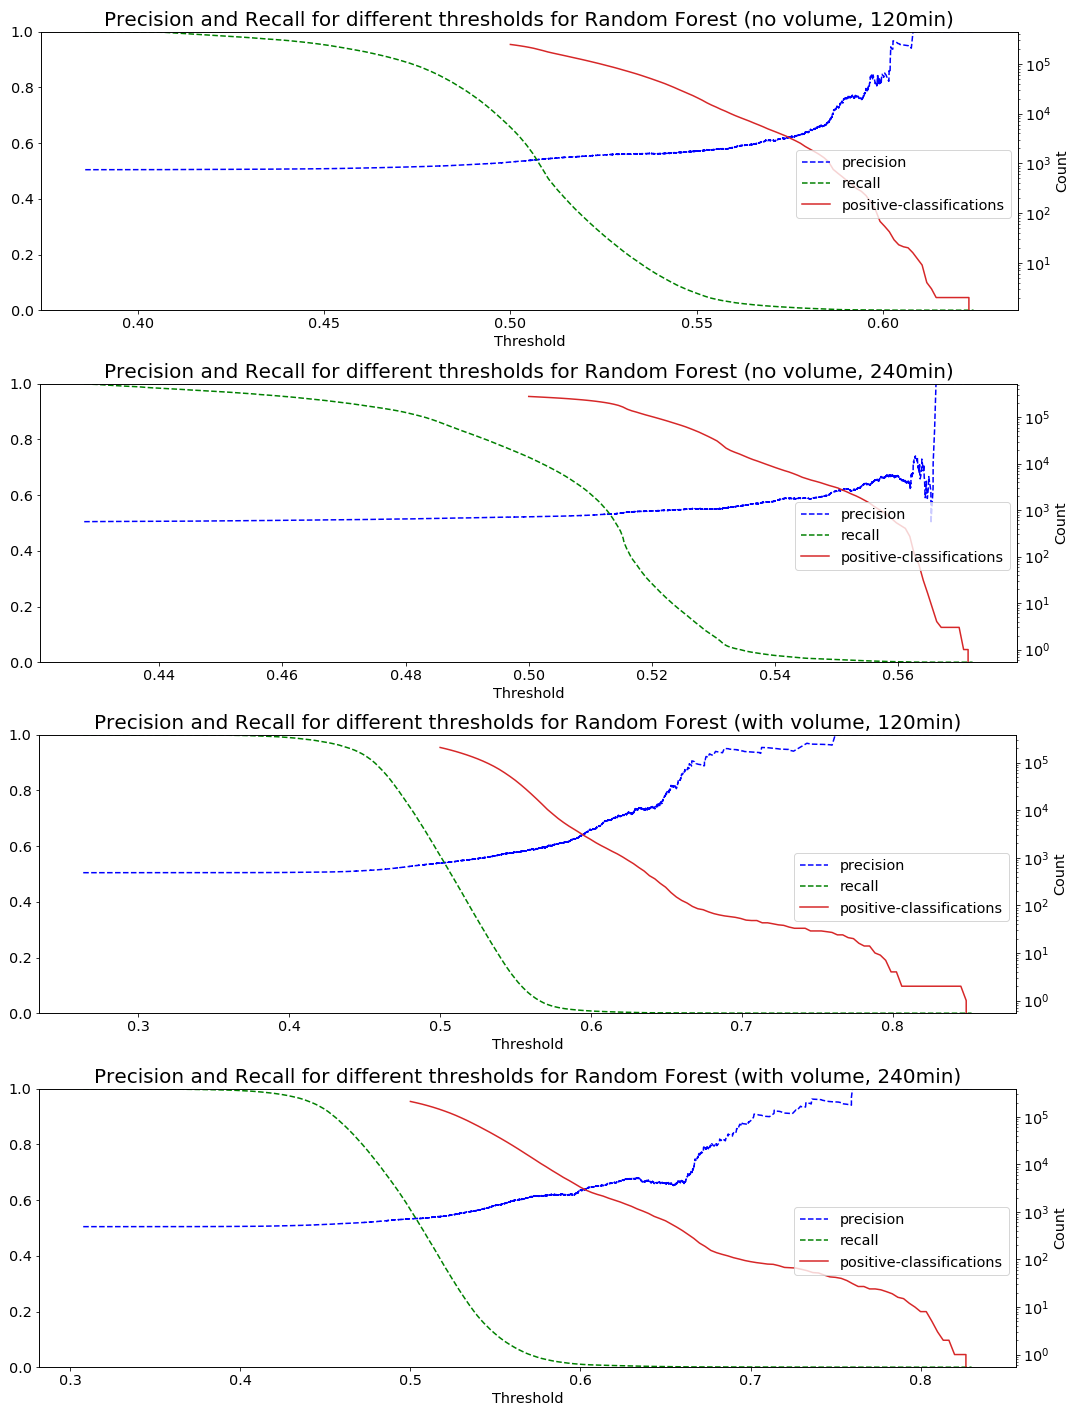 Precision and Recall for different thresholds for Random Forest (no volume, 120min)
1.0
0.8
0.6
0.4
0.2
0.0
10^5
10^4
10^3
10^2
10^1
Count
precision
recall
positive-classifications
0.40 0.45 0.50 0.55 0.60
Threshold
Precision and Recall for different thresholds for Random Forest (no volume, 240min)
1.0
0.8
0.6
0.4
0.2
0.0
10^5
10^4
10^3
10^2
10^1
10^0
Count
precision
recall
positive-classifications
0.44 0.46 0.48 0.50 0.52 0.54 0.56
Threshold
Precision and Recall for different thresholds for Random Forest (with volume, 120min)
1.0
0.8
0.6
0.4
0.2
0.0
10^5
10^4
10^3
10^2
10^1
10^0
Count
precision
recall
positive-classifications
0.3 0.4 0.5 0.6 0.7 0.8
Threshold
Precision and Recall for different thresholds for Random Forest (with volume, 240min)
1.0
0.8
0.6
0.4
0.2
0.0
10^5
10^4
10^3
10^2
10^1
10^0
Count
precision
recall
positive-classifications
0.3 0.4 0.5 0.6 0.7 0.8
Threshold